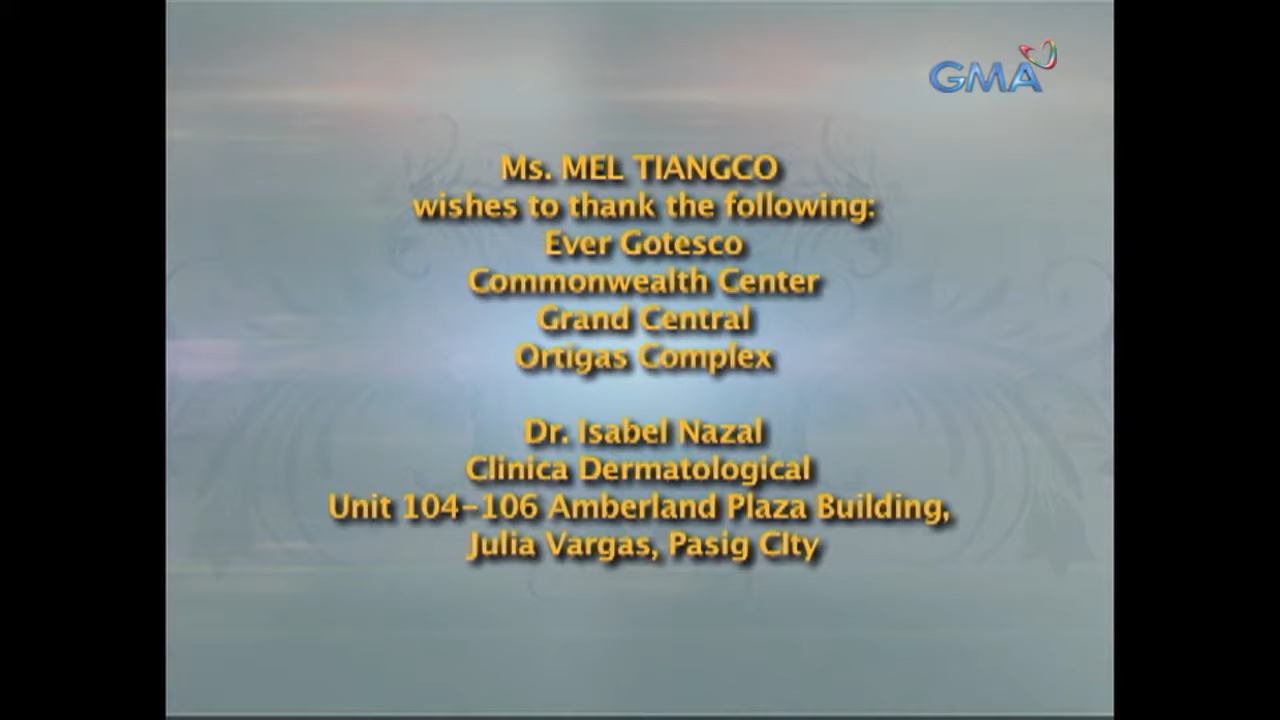 GMA
Ms. MEL TIANGCO
wishes to thank the following:
Ever Gotesco
Commonwealth Center
Grand Central
Ortigas Complex
Dr. Isabel Nazal
Clinica Dermatological
Unit 104-106 Amberland Plaza Building,
Julia Vargas, Pasig CIty